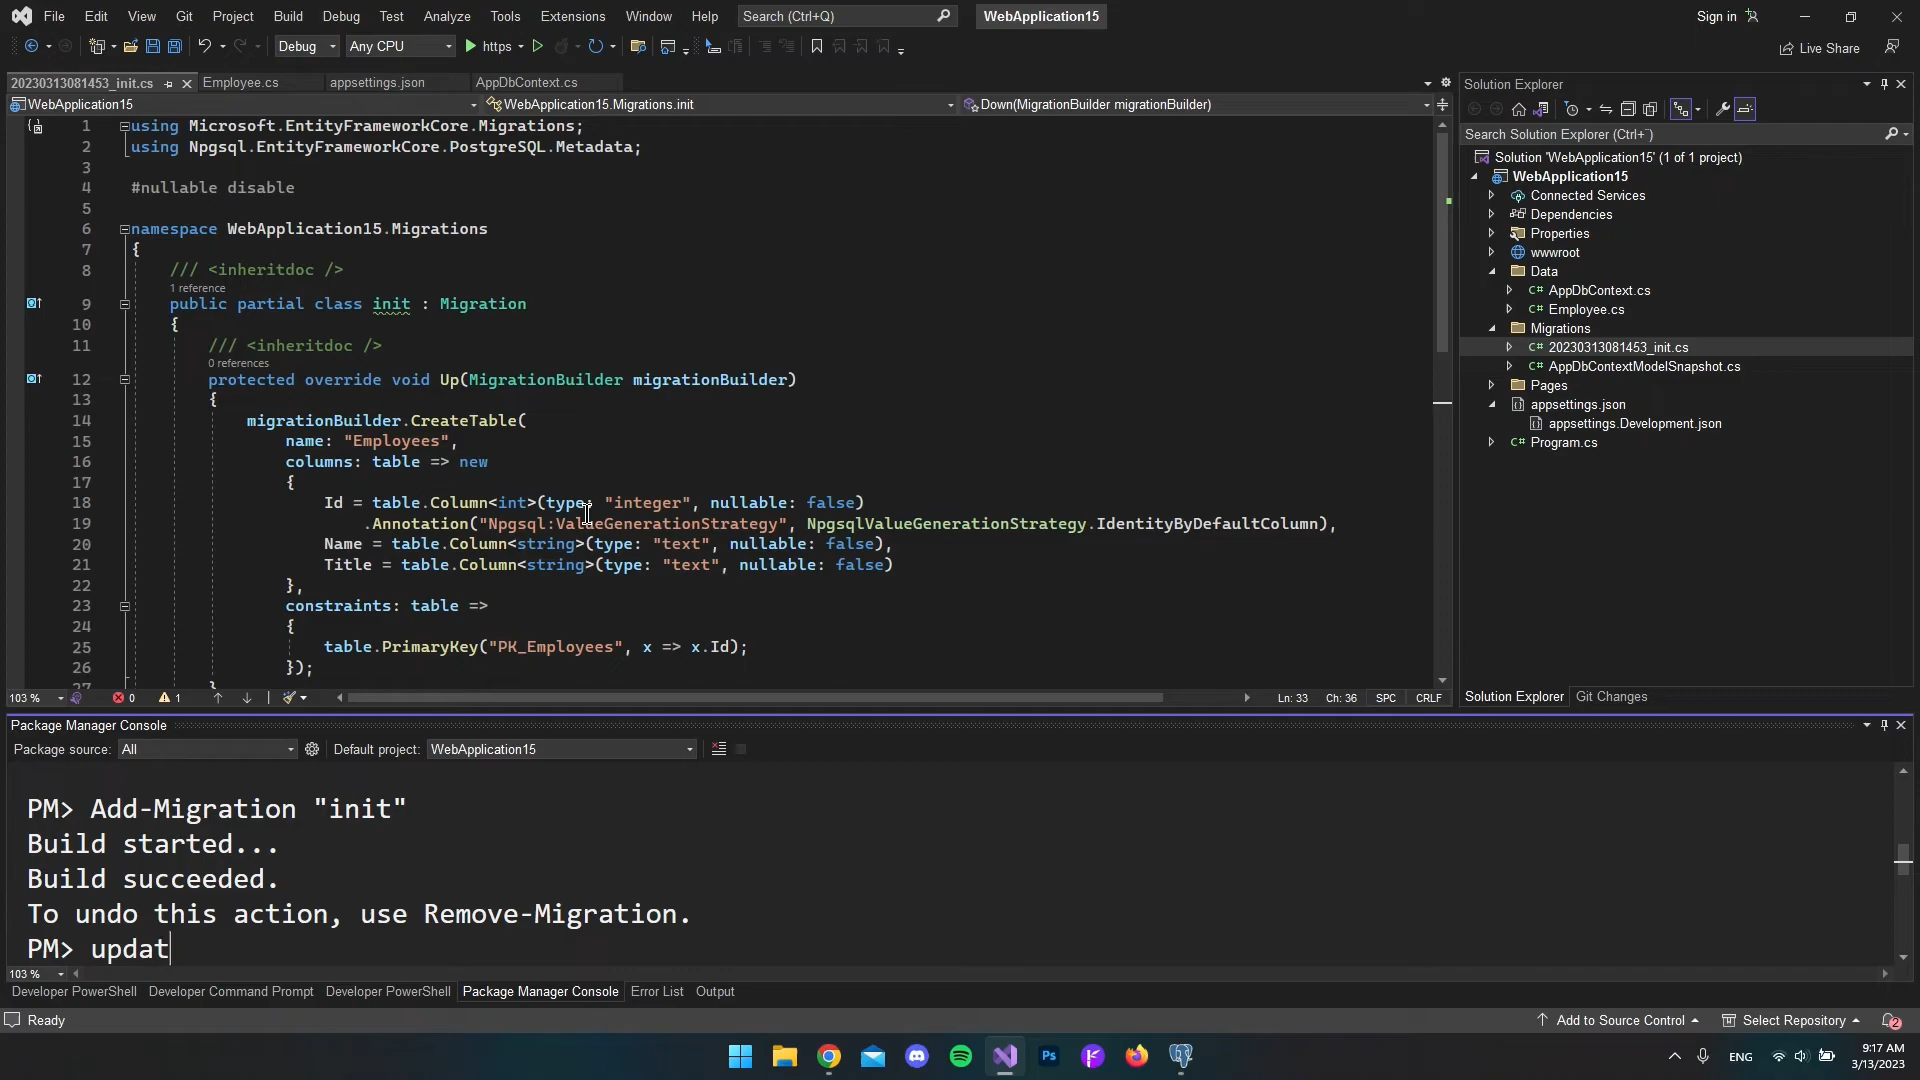 File Edit View Git Project Build Debug Test Analyze Tools Extensions Window Help Search (Ctrl+Q) WebApplication15 Sign in
Debug Any CPU https Live Share
20230313081453_init.cs Employee.cs appsettings.json AppDbContext.cs
WebApplication15 WebApplication15.Migrations.init Down(MigrationBuilder migrationBuilder)
1 using Microsoft.EntityFrameworkCore.Migrations;
2 using Npgsql.EntityFrameworkCore.PostgreSQL.Metadata;
3
4 #nullable disable
5
6 namespace WebApplication15.Migrations
7 {
8 /// <inheritdoc />
1 reference
9 public partial class init : Migration
10 {
11 /// <inheritdoc />
0 references
12 protected override void Up(MigrationBuilder migrationBuilder)
13 {
14 migrationBuilder.CreateTable(
15 name: "Employees",
16 columns: table => new
17 {
18 Id = table.Column<int>(type: "integer", nullable: false)
19 .Annotation("Npgsql:ValueGenerationStrategy", NpgsqlValueGenerationStrategy.IdentityByDefaultColumn),
20 Name = table.Column<string>(type: "text", nullable: false),
21 Title = table.Column<string>(type: "text", nullable: false)
22 },
23 constraints: table =>
24 {
25 table.PrimaryKey("PK_Employees", x => x.Id);
26 });
27 }
103 % 0 1 Ln: 33 Ch: 36 SPC CRLF
Solution Explorer
Search Solution Explorer (Ctrl+¨)
Solution 'WebApplication15' (1 of 1 project)
WebApplication15
Connected Services
Dependencies
Properties
wwwroot
Data
C# AppDbContext.cs
C# Employee.cs
Migrations
C# 20230313081453_init.cs
C# AppDbContextModelSnapshot.cs
Pages
appsettings.json
appsettings.Development.json
C# Program.cs
Solution Explorer Git Changes
Package Manager Console
Package source: All Default project: WebApplication15
PM> Add-Migration "init"
Build started...
Build succeeded.
To undo this action, use Remove-Migration.
PM> updat
103 %
Developer PowerShell Developer Command Prompt Developer PowerShell Package Manager Console Error List Output
Ready Add to Source Control Select Repository 2
Ps ENG 9:17 AM
3/13/2023